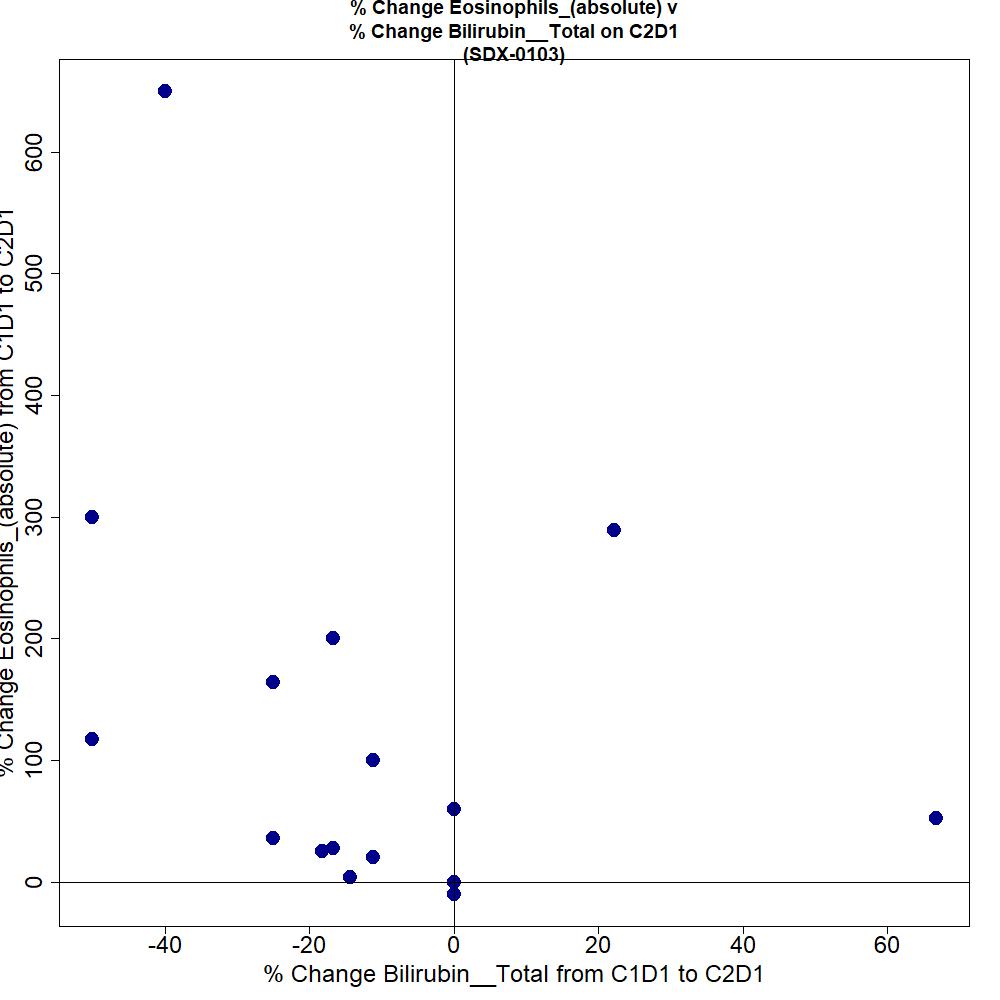 % Change Eosinophils_(absolute) v
% Change Bilirubin__Total on C2D1
(SDX-0103)
% Change Eosinophils_(absolute) from C1D1 to C2D1
600
500
400
300
200
100
0
-40 -20 0 20 40 60
% Change Bilirubin__Total from C1D1 to C2D1